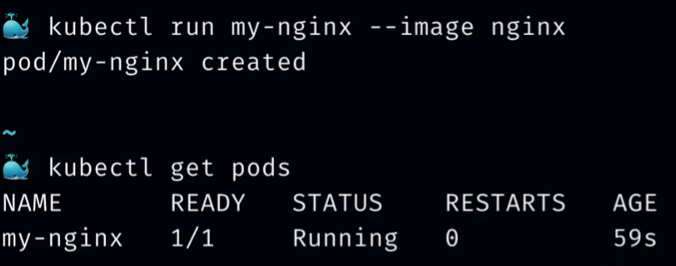 🐳 kubectl run my-nginx --image nginx
pod/my-nginx created
~
🐳 kubectl get pods
NAME       READY   STATUS    RESTARTS   AGE
my-nginx   1/1     Running   0          59s